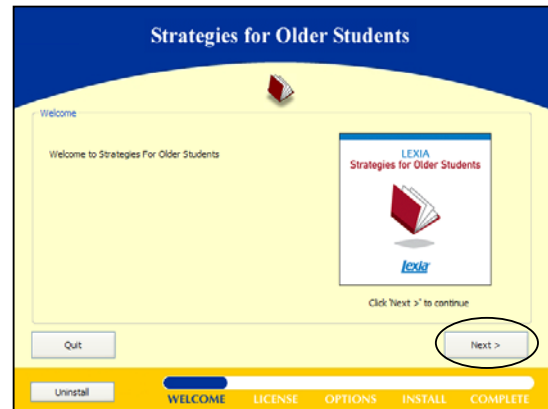 Strategies for Older Students
Welcome
Welcome to Strategies For Older Students
LEXIA
Strategies for Older Students
lexia
Click 'Next >' to continue
Quit
Next >
Uninstall
WELCOME LICENSE OPTIONS INSTALL COMPLETE